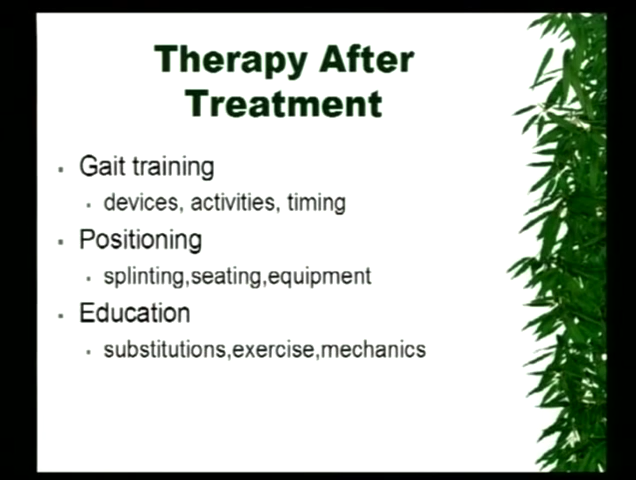 Therapy After
Treatment
▪ Gait training
▪ devices, activities, timing
▪ Positioning
▪ splinting,seating,equipment
▪ Education
▪ substitutions,exercise,mechanics